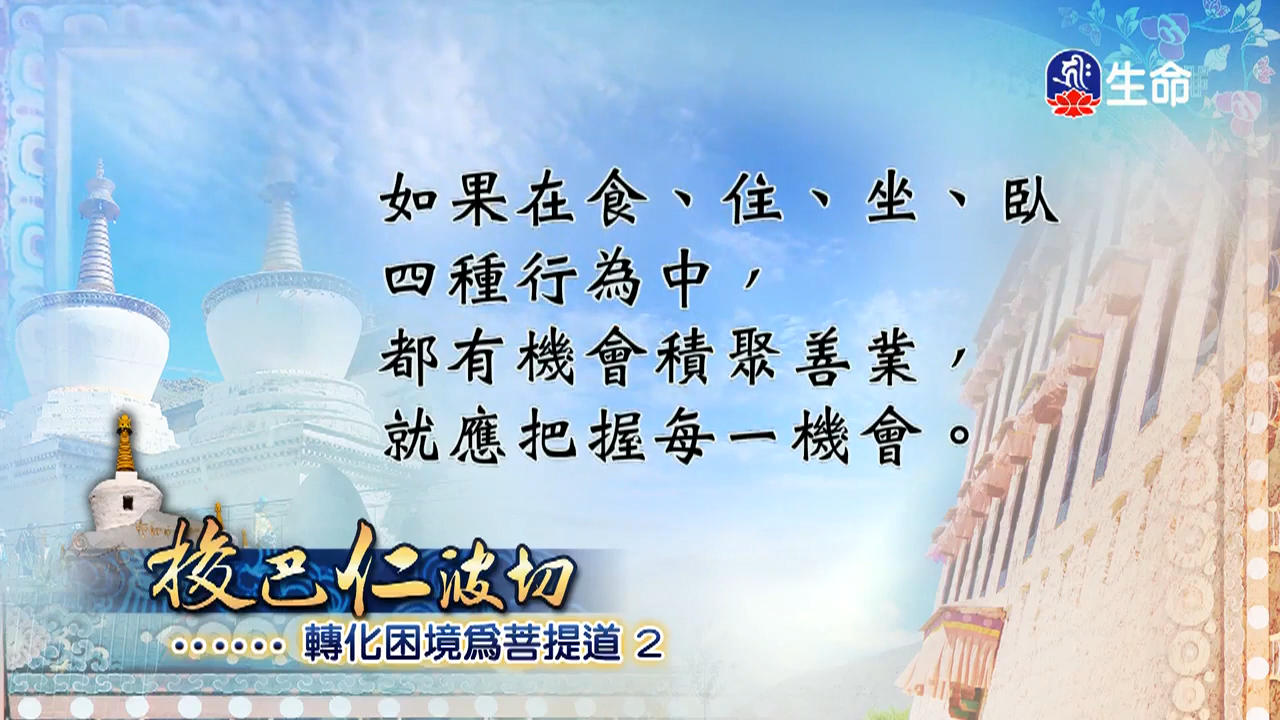 生命
如果在食、住、坐、臥
四種行為中，
都有機會積聚善業，
就應把握每一機會。
梭巴仁波切
⋯⋯ 轉化困境爲菩提道 2